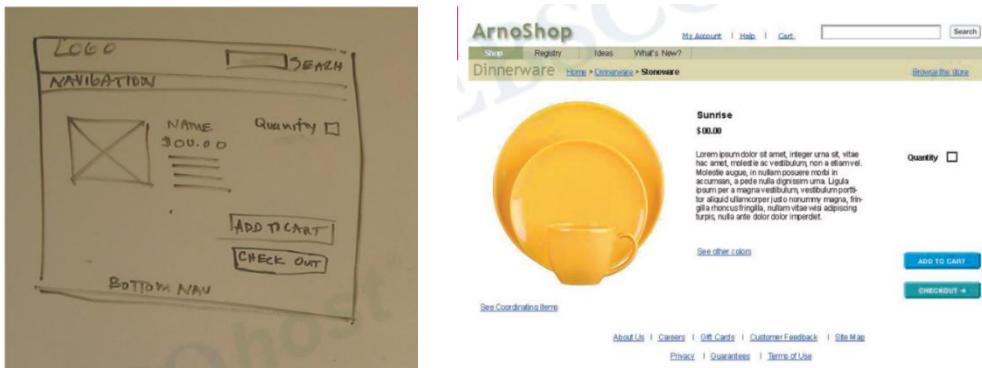 LOGO
SEARH
NAVIGATION
NAME
$00.00
Quantity
ADD TO CART
CHECK OUT
BOTTOM NAV
ArnoShop
My Account | Help | Cart
Search
Shop Registry Ideas What's New?
Dinnerware Home > Dinnerware > Stoneware Browse the store
Sunrise
$00.00
Lorem ipsum dolor sit amet, integer urna sit, vitae
hac amet, molestie ac vestibulum, non a etiam vel.
Molestie augue, in nullam posuere morbi in
accumsan, a pede nulla dignissim urna. Ligula
ipsum per a magna vestibulum, vestibulum portti-
tor aliquid ullamcorper justo nonummy magna, frin-
gilla rhoncus fringilla, nullam vitae wisi adipiscing
turpis, nulla ante dolor dolor imperdiet.
Quantity
See other colors
ADD TO CART
CHECKOUT →
See Coordinating Items
About Us | Careers | Gift Cards | Customer Feedback | Site Map
Privacy | Guarantees | Terms of Use